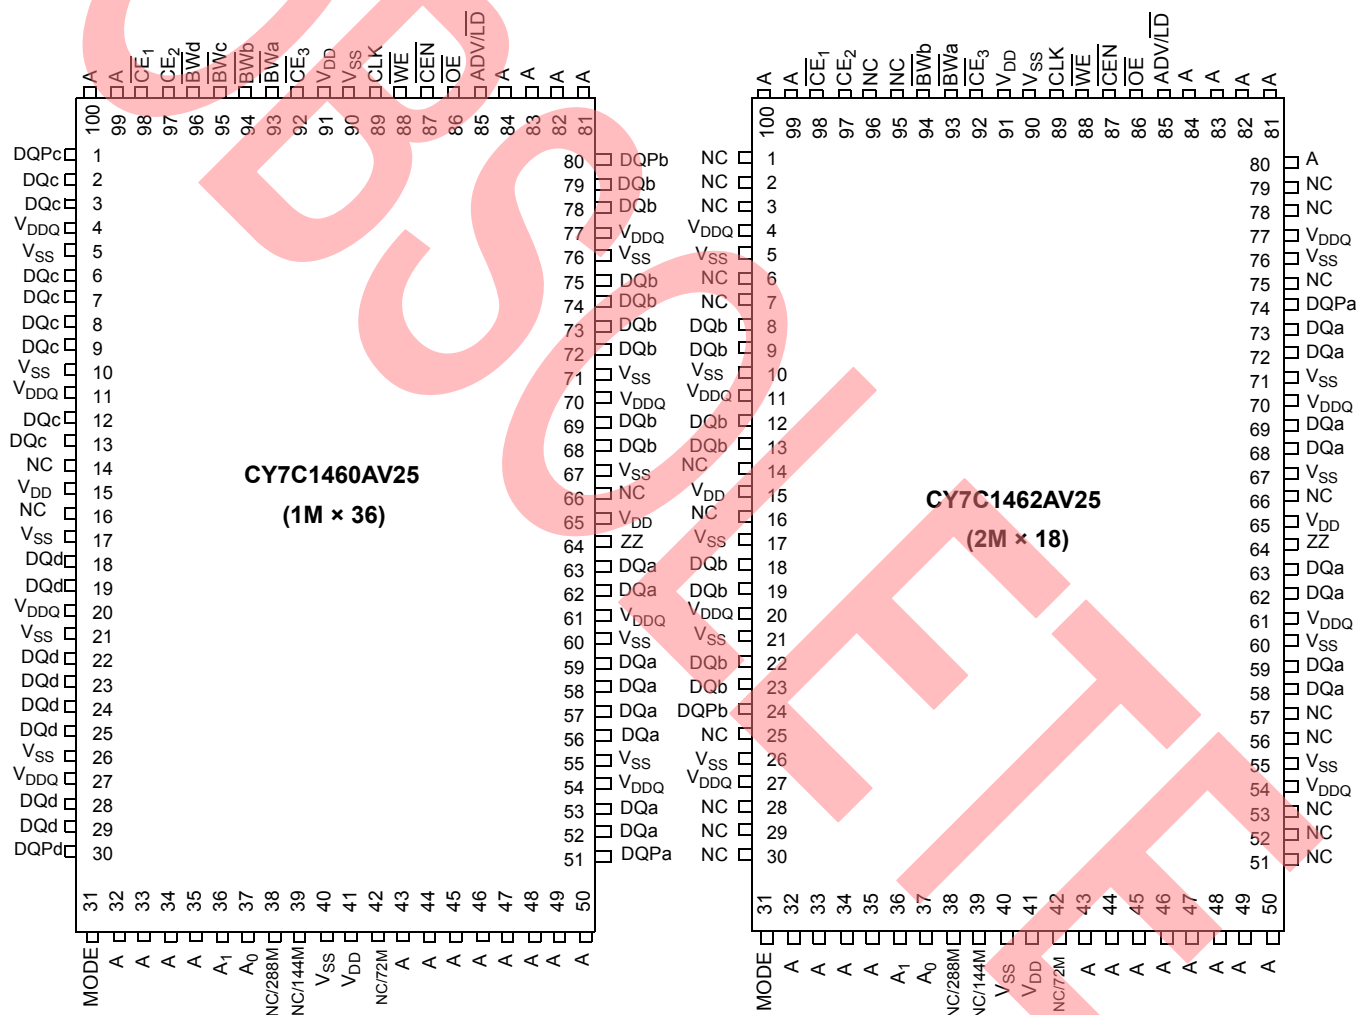 A A CE1 CE2 BWd BWc BWb BWa CE3 VDD VSS CLK WE CEN OE ADV/LD A A A A
100 99 98 97 96 95 94 93 92 91 90 89 88 87 86 85 84 83 82 81
DQPc 1
DQc 2
DQc 3
VDDQ 4
VSS 5
DQc 6
DQc 7
DQc 8
DQc 9
VSS 10
VDDQ 11
DQc 12
DQc 13
NC 14
VDD 15
NC 16
VSS 17
DQd 18
DQd 19
VDDQ 20
VSS 21
DQd 22
DQd 23
DQd 24
DQd 25
VSS 26
VDDQ 27
DQd 28
DQd 29
DQPd 30
CY7C1460AV25
(1M × 36)
80 DQPb
79 DQb
78 DQb
77 VDDQ
76 VSS
75 DQb
74 DQb
73 DQb
72 DQb
71 VSS
70 VDDQ
69 DQb
68 DQb
67 VSS
66 NC
65 VDD
64 ZZ
63 DQa
62 DQa
61 VDDQ
60 VSS
59 DQa
58 DQa
57 DQa
56 DQa
55 VSS
54 VDDQ
53 DQa
52 DQa
51 DQPa
31 32 33 34 35 36 37 38 39 40 41 42 43 44 45 46 47 48 49 50
MODE A A A A A1 A0 NC/288M NC/144M VSS VDD NC/72M A A A A A A A A
A A CE1 CE2 NC NC BWb BWa CE3 VDD VSS CLK WE CEN OE ADV/LD A A A A
100 99 98 97 96 95 94 93 92 91 90 89 88 87 86 85 84 83 82 81
NC 1
NC 2
NC 3
VDDQ 4
VSS 5
NC 6
NC 7
DQb 8
DQb 9
VSS 10
VDDQ 11
DQb 12
DQb 13
NC 14
VDD 15
NC 16
VSS 17
DQb 18
DQb 19
VDDQ 20
VSS 21
DQb 22
DQb 23
DQPb 24
NC 25
VSS 26
VDDQ 27
NC 28
NC 29
NC 30
CY7C1462AV25
(2M × 18)
80 A
79 NC
78 NC
77 VDDQ
76 VSS
75 NC
74 DQPa
73 DQa
72 DQa
71 VSS
70 VDDQ
69 DQa
68 DQa
67 VSS
66 NC
65 VDD
64 ZZ
63 DQa
62 DQa
61 VDDQ
60 VSS
59 DQa
58 DQa
57 NC
56 NC
55 VSS
54 VDDQ
53 NC
52 NC
51 NC
31 32 33 34 35 36 37 38 39 40 41 42 43 44 45 46 47 48 49 50
MODE A A A A A1 A0 NC/288M NC/144M VSS VDD NC/72M A A A A A A A A
OBSOLETE